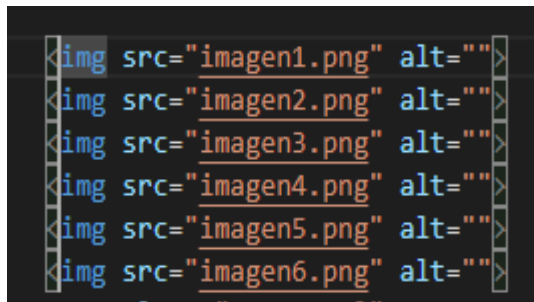 <img src="imagen1.png" alt="">
<img src="imagen2.png" alt="">
<img src="imagen3.png" alt="">
<img src="imagen4.png" alt="">
<img src="imagen5.png" alt="">
<img src="imagen6.png" alt="">